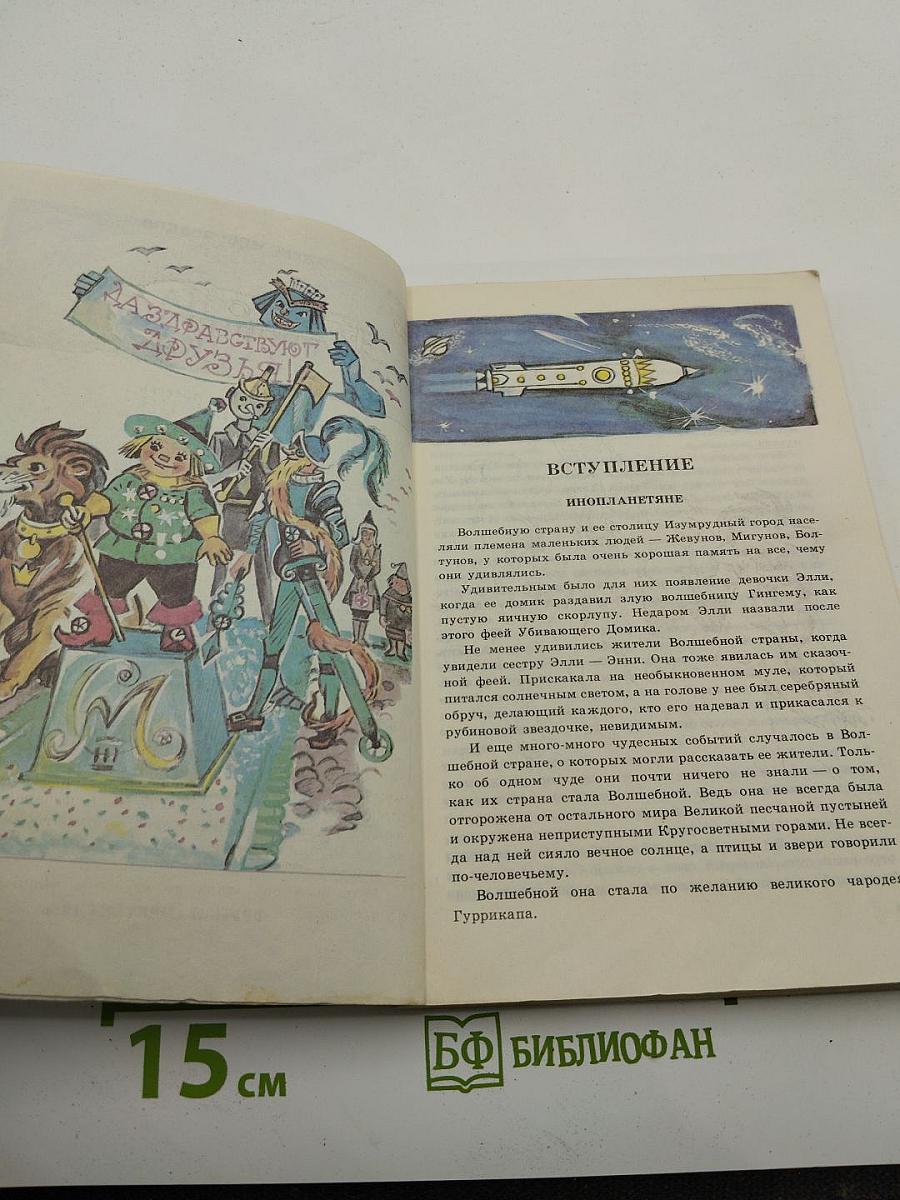 ДА ЗДРАВСТВУЮТ
ДРУЗЬЯ!
М
III
ВСТУПЛЕНИЕ
ИНОПЛАНЕТЯНЕ
Волшебную страну и ее столицу Изумрудный город насе-
ляли племена маленьких людей — Жевунов, Мигунов, Бол-
тунов, у которых была очень хорошая память на все, чему
они удивлялись.
Удивительным было для них появление девочки Элли,
когда ее домик раздавил злую волшебницу Гингему, как
пустую яичную скорлупу. Недаром Элли назвали после
этого феей Убивающего Домика.
Не менее удивились жители Волшебной страны, когда
увидели сестру Элли — Энни. Она тоже явилась им сказоч-
ной феей. Прискакала на необыкновенном муле, который
питался солнечным светом, а на голове у нее был серебряный
обруч, делающий каждого, кто его надевал и прикасался к
рубиновой звездочке, невидимым.
И еще много-много чудесных событий случалось в Вол-
шебной стране, о которых могли рассказать ее жители. Толь-
ко об одном чуде они почти ничего не знали — о том,
как их страна стала Волшебной. Ведь она не всегда была
отгорожена от остального мира Великой песчаной пустыней
и окружена неприступными Кругосветными горами. Не всег-
да над ней сияло вечное солнце, а птицы и звери говорили
по-человечьему.
Волшебной она стала по желанию великого чародея
Гуррикапа.
15 см
БФ БИБЛИОФАН